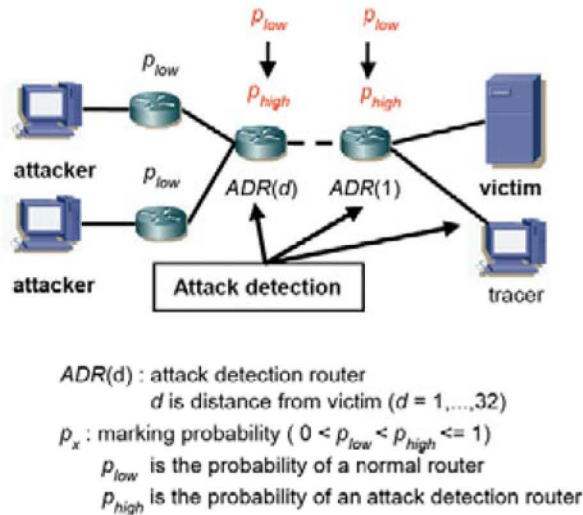 p_low p_low
p_low
p_high p_high
attacker
p_low
ADR(d) ADR(1)
victim
attacker
Attack detection
tracer
ADR(d) : attack detection router
d is distance from victim (d = 1,...,32)
p_x : marking probability ( 0 < p_low < p_high <= 1)
p_low is the probability of a normal router
p_high is the probability of an attack detection router